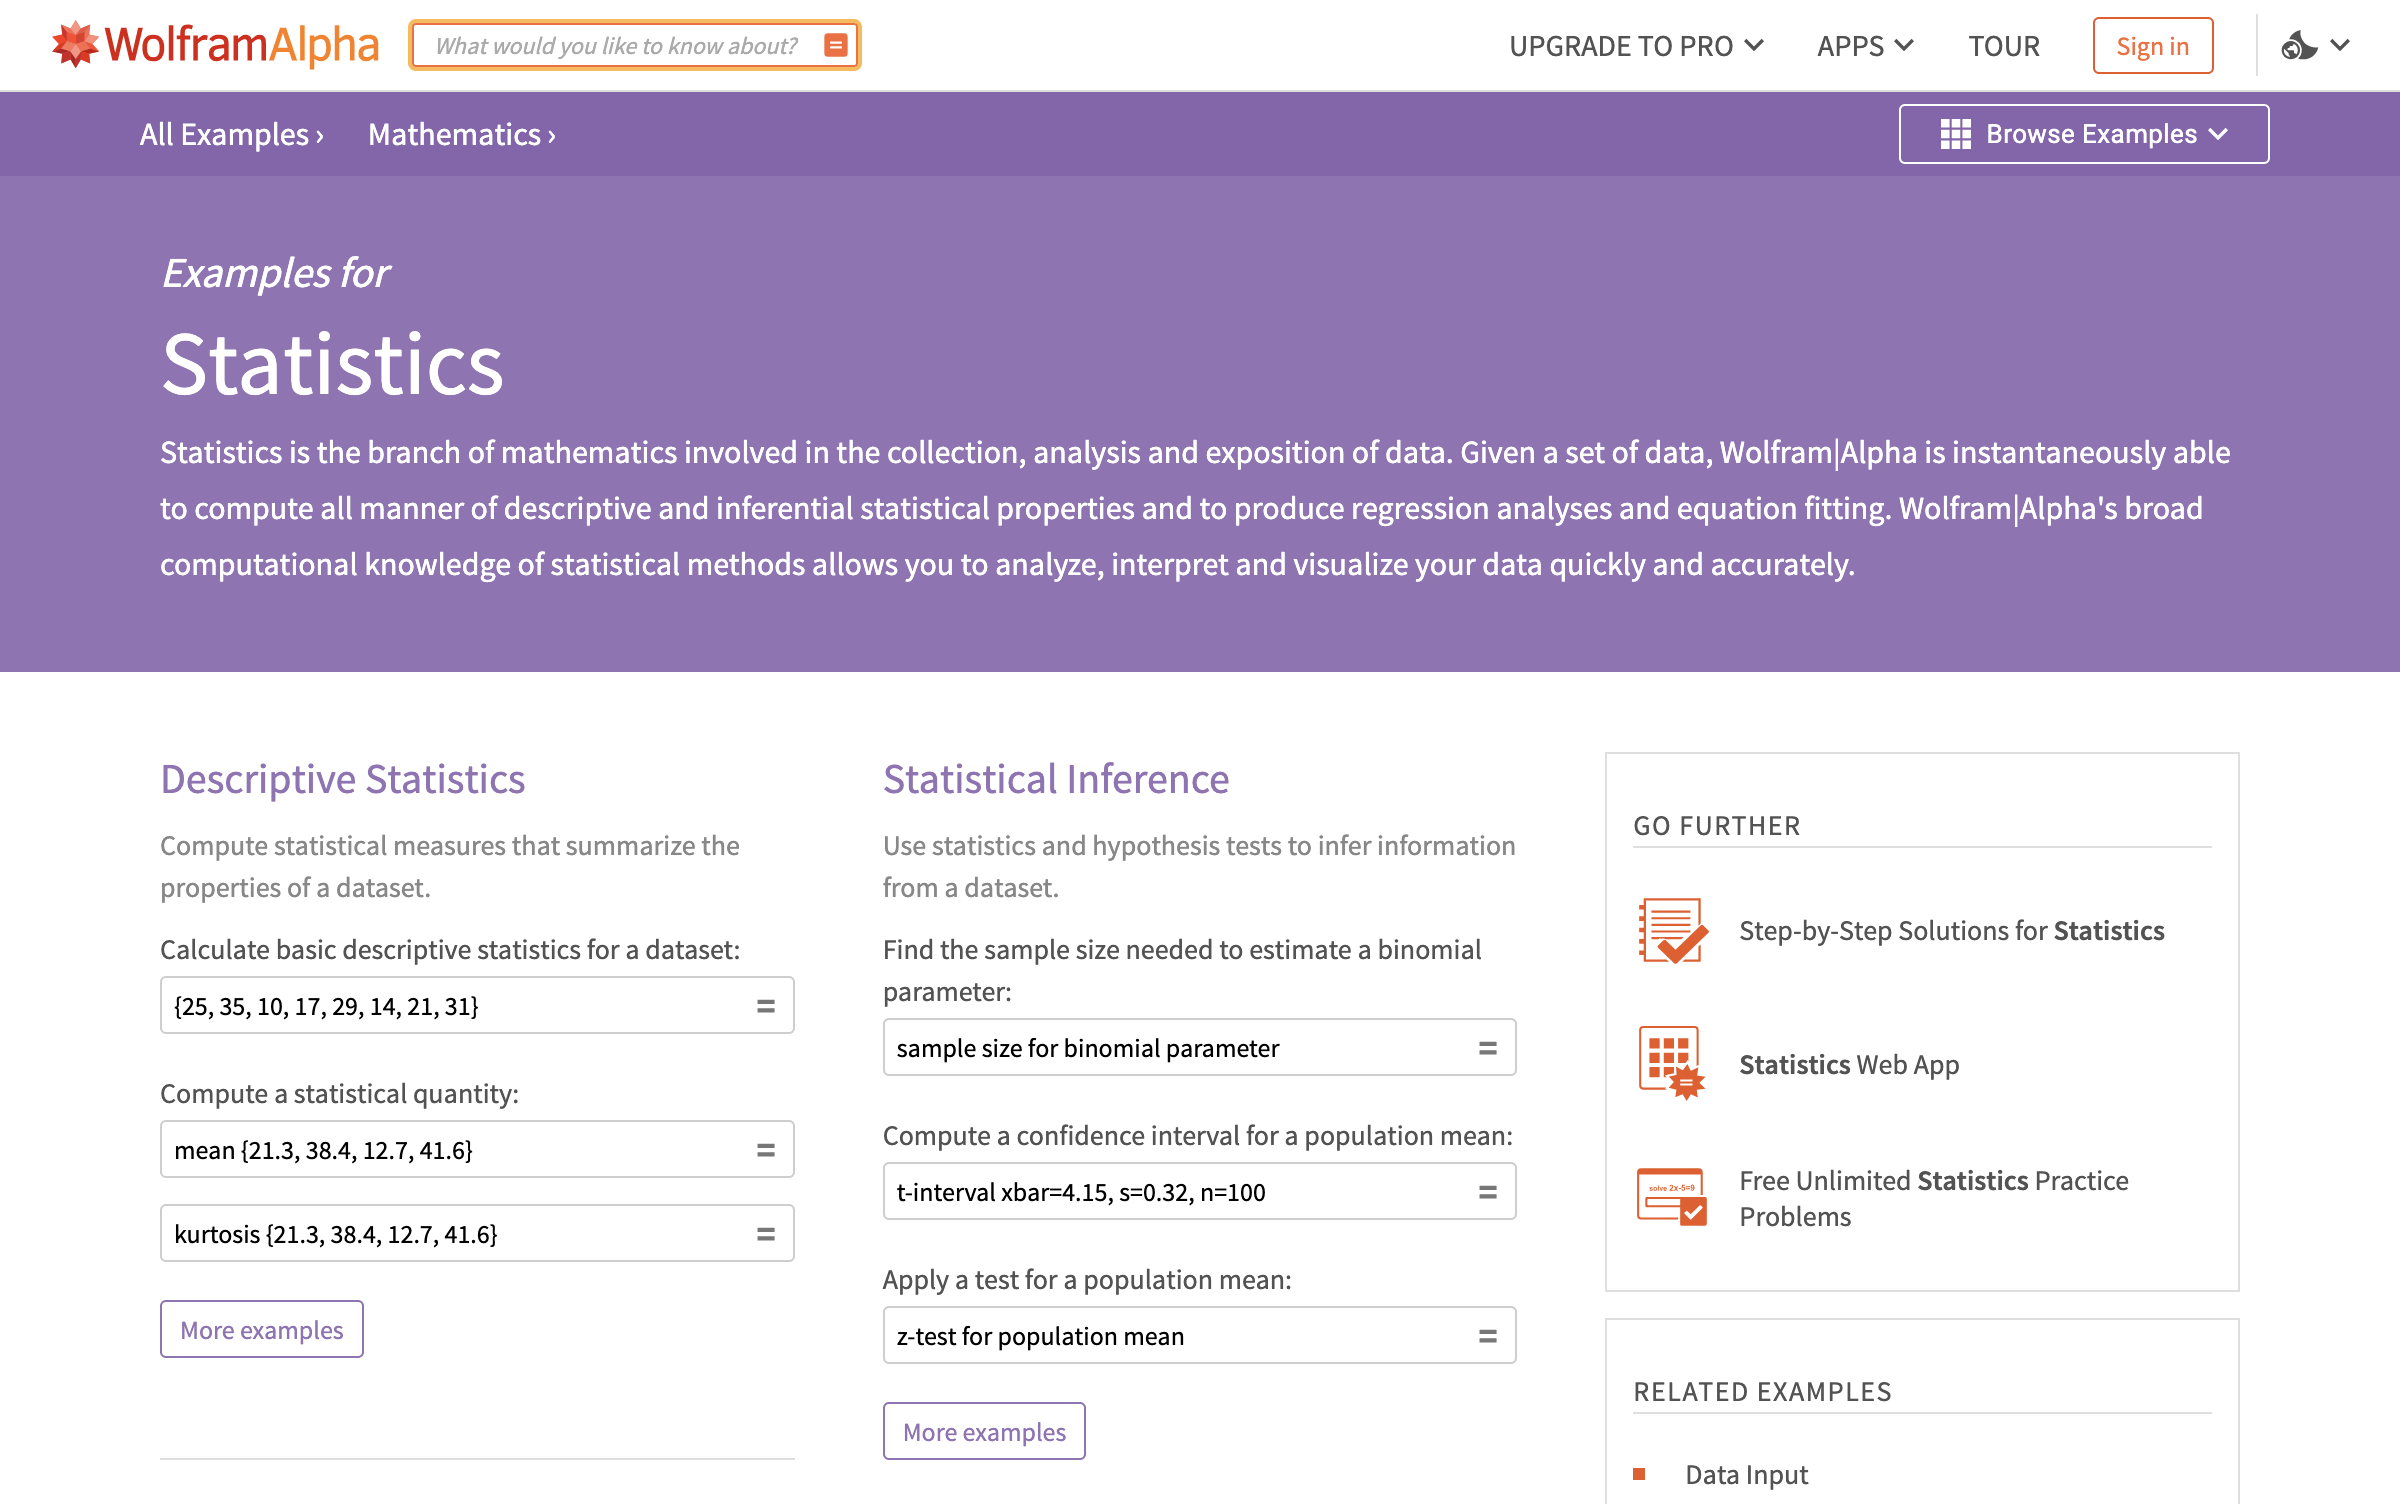 WolframAlpha
What would you like to know about?
UPGRADE TO PRO
APPS
TOUR
Sign in
All Examples ›
Mathematics ›
Browse Examples
Examples for
Statistics
Statistics is the branch of mathematics involved in the collection, analysis and exposition of data. Given a set of data, Wolfram|Alpha is instantaneously able
to compute all manner of descriptive and inferential statistical properties and to produce regression analyses and equation fitting. Wolfram|Alpha's broad
computational knowledge of statistical methods allows you to analyze, interpret and visualize your data quickly and accurately.
Descriptive Statistics
Compute statistical measures that summarize the
properties of a dataset.
Calculate basic descriptive statistics for a dataset:
{25, 35, 10, 17, 29, 14, 21, 31}
Compute a statistical quantity:
mean {21.3, 38.4, 12.7, 41.6}
kurtosis {21.3, 38.4, 12.7, 41.6}
More examples
Statistical Inference
Use statistics and hypothesis tests to infer information
from a dataset.
Find the sample size needed to estimate a binomial
parameter:
sample size for binomial parameter
Compute a confidence interval for a population mean:
t-interval xbar=4.15, s=0.32, n=100
Apply a test for a population mean:
z-test for population mean
More examples
GO FURTHER
Step-by-Step Solutions for Statistics
Statistics Web App
solve 2x-5=9
Free Unlimited Statistics Practice
Problems
RELATED EXAMPLES
Data Input